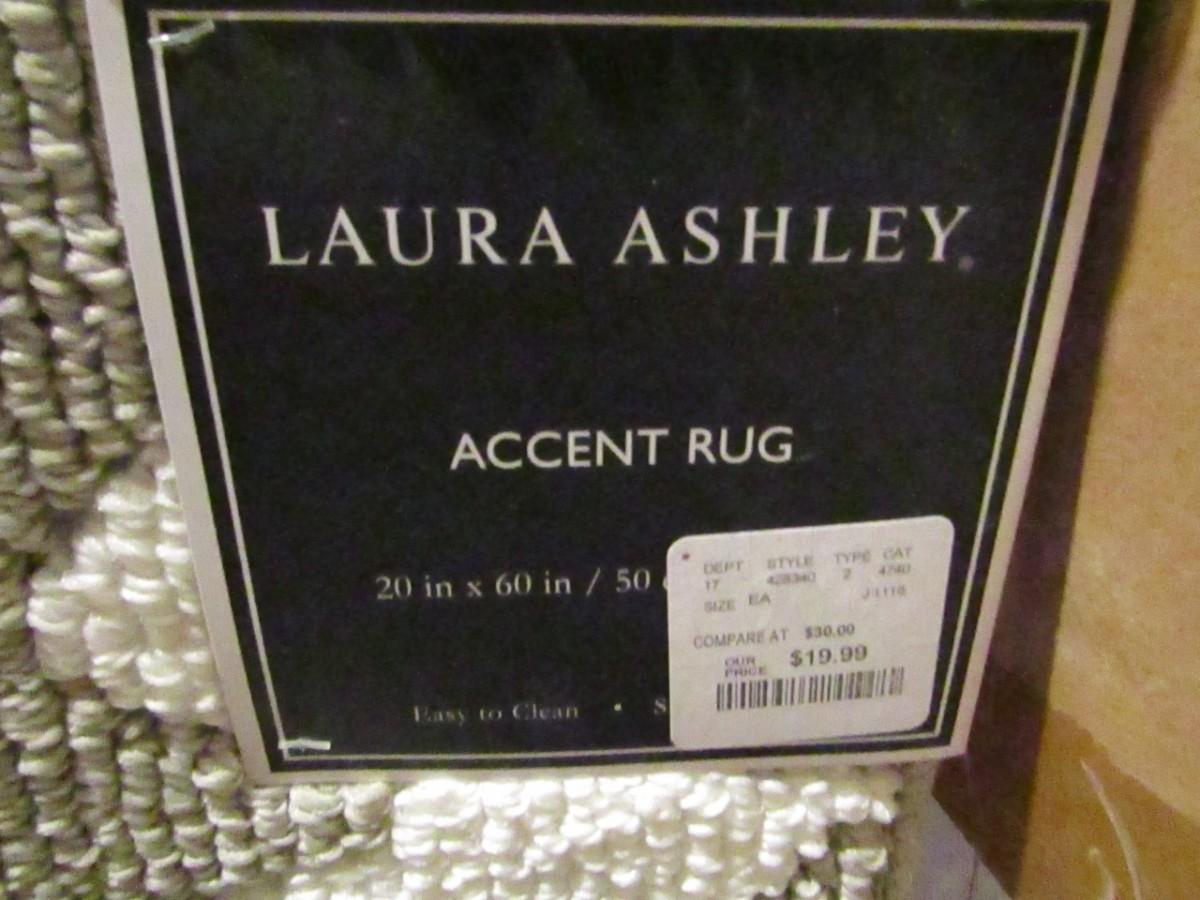 LAURA ASHLEY
ACCENT RUG
20 in x 60 in / 50
Easy to Clean • S
DEPT STYLE TYPE CAT
17 428340 2 4740
SIZE EA
COMPARE AT $30.00
OUR PRICE $19.99